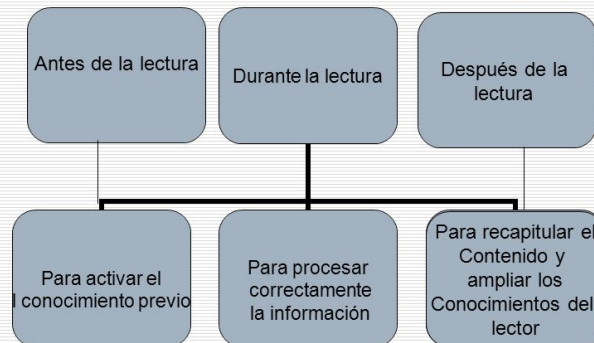 Antes de la lectura
Durante la lectura
Después de la
lectura
Para activar el
l conocimiento previo
Para procesar
correctamente
la información
Para recapitular el
Contenido y
ampliar los
Conocimientos del
lector